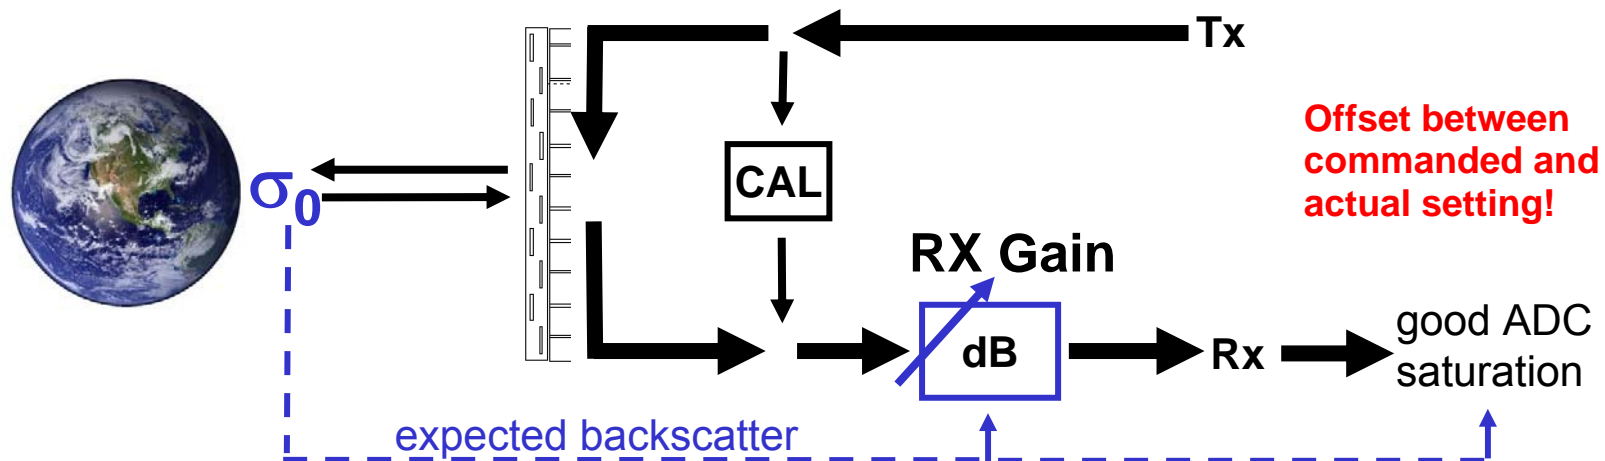 Tx
Offset between
commanded and
actual setting!
CAL
σ0
RX Gain
dB
Rx
good ADC
saturation
expected backscatter